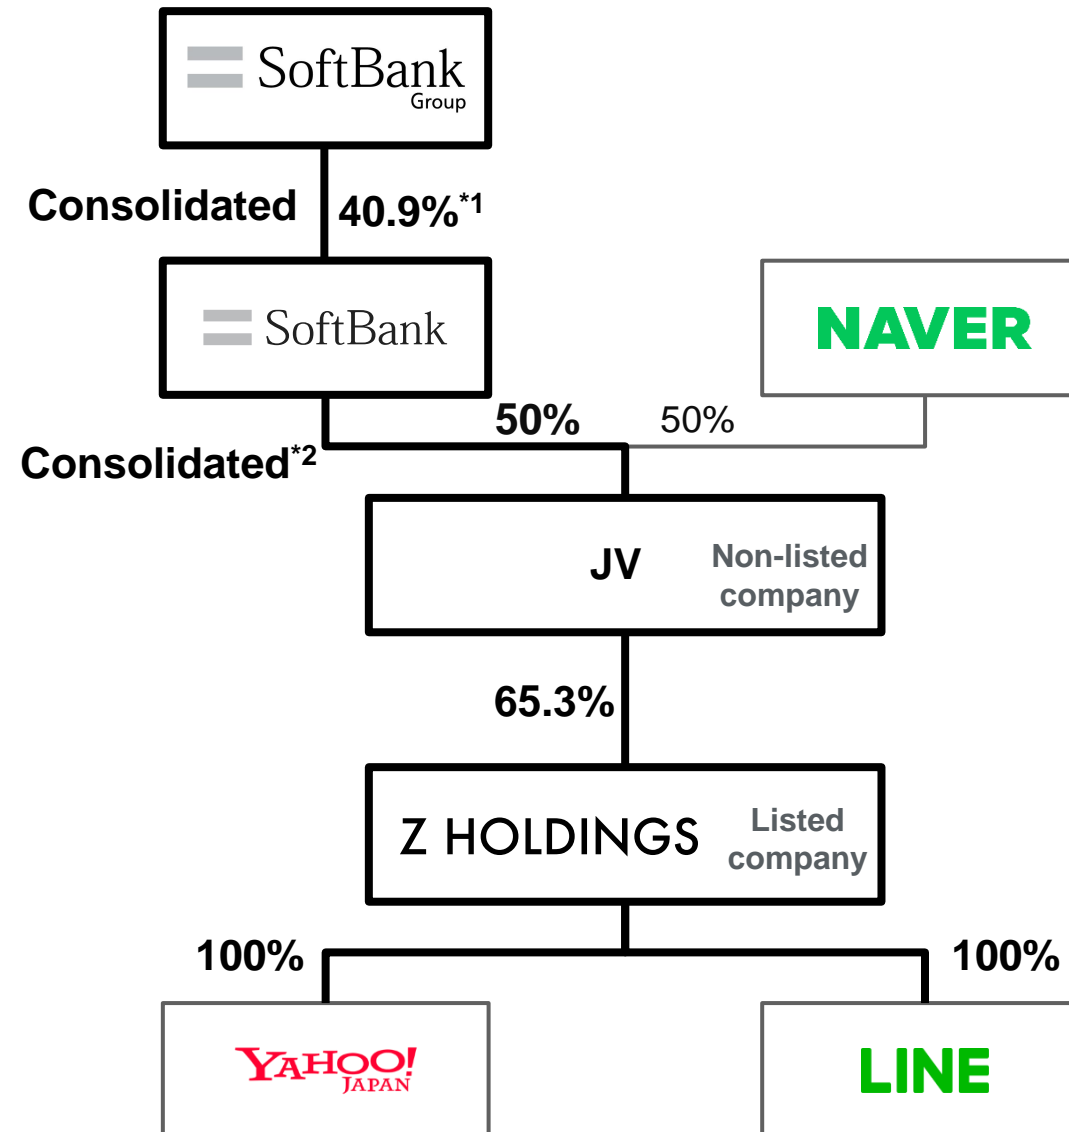 SoftBank
Group
Consolidated 40.9%*1
SoftBank
NAVER
50% 50%
Consolidated*2
JV
Non-listed
company
65.3%
Z HOLDINGS
Listed
company
100% 100%
YAHOO!
JAPAN
LINE